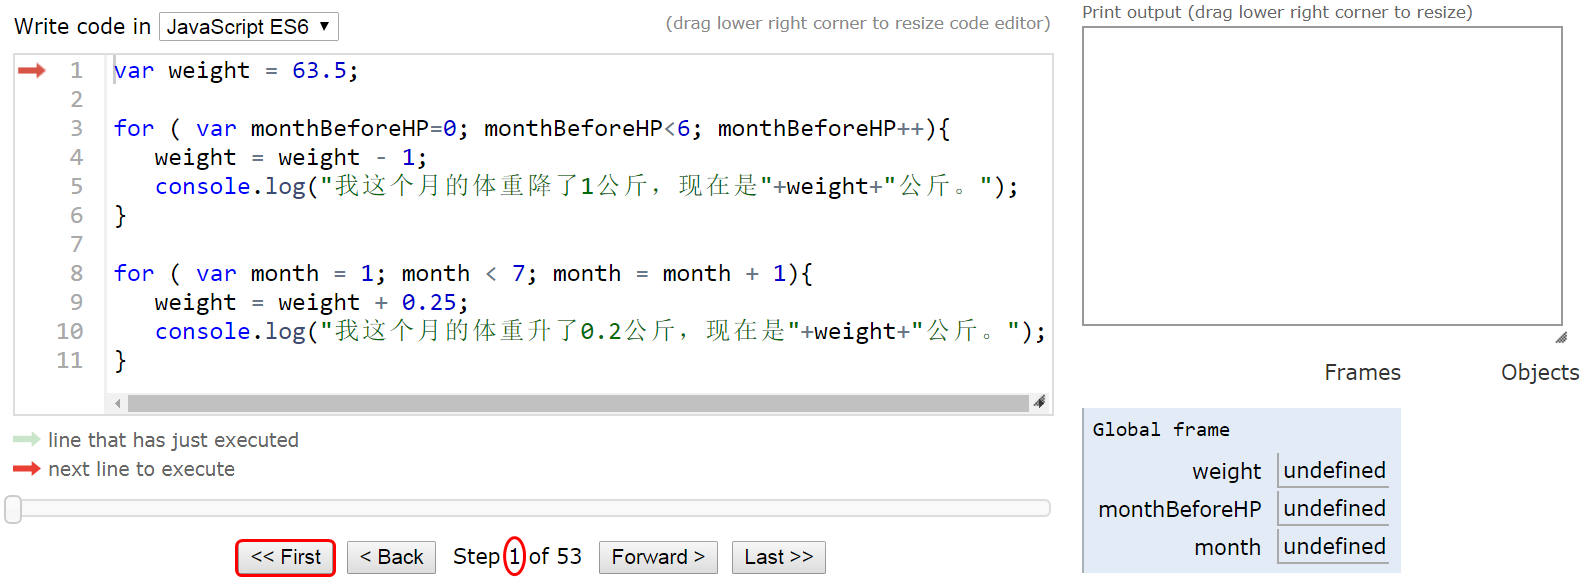 Write code in JavaScript ES6 ▼
(drag lower right corner to resize code editor)
1 var weight = 63.5;
2
3 for ( var monthBeforeHP=0; monthBeforeHP<6; monthBeforeHP++){
4 weight = weight - 1;
5 console.log("我这个月的体重降了1公斤，现在是"+weight+"公斤。");
6 }
7
8 for ( var month = 1; month < 7; month = month + 1){
9 weight = weight + 0.25;
10 console.log("我这个月的体重升了0.2公斤，现在是"+weight+"公斤。");
11 }
line that has just executed
next line to execute
<< First < Back Step 1 of 53 Forward > Last >>
Print output (drag lower right corner to resize)
Frames Objects
Global frame
weight undefined
monthBeforeHP undefined
month undefined